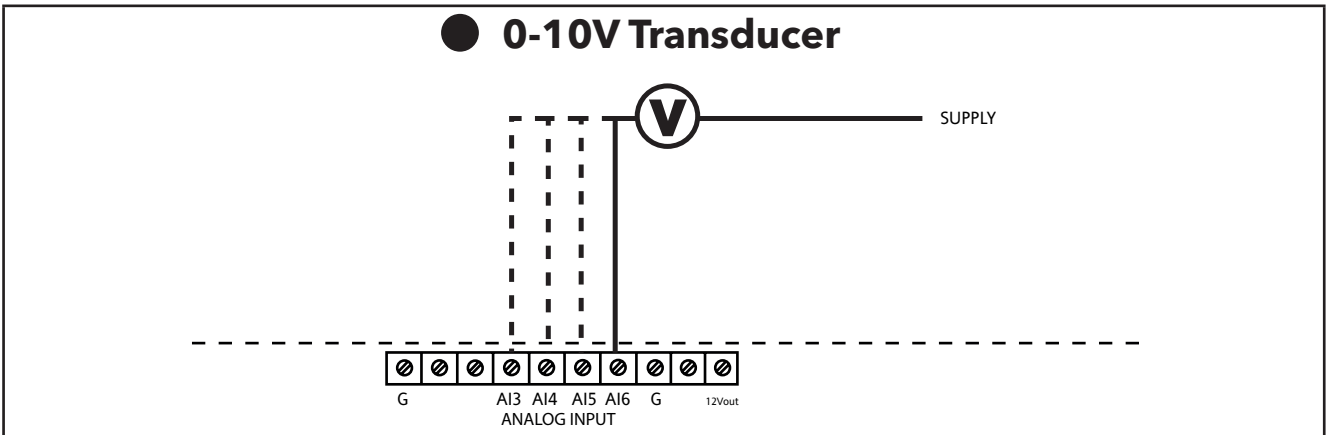 0-10V Transducer
V
SUPPLY
G AI3 AI4 AI5 AI6 G 12Vout
ANALOG INPUT